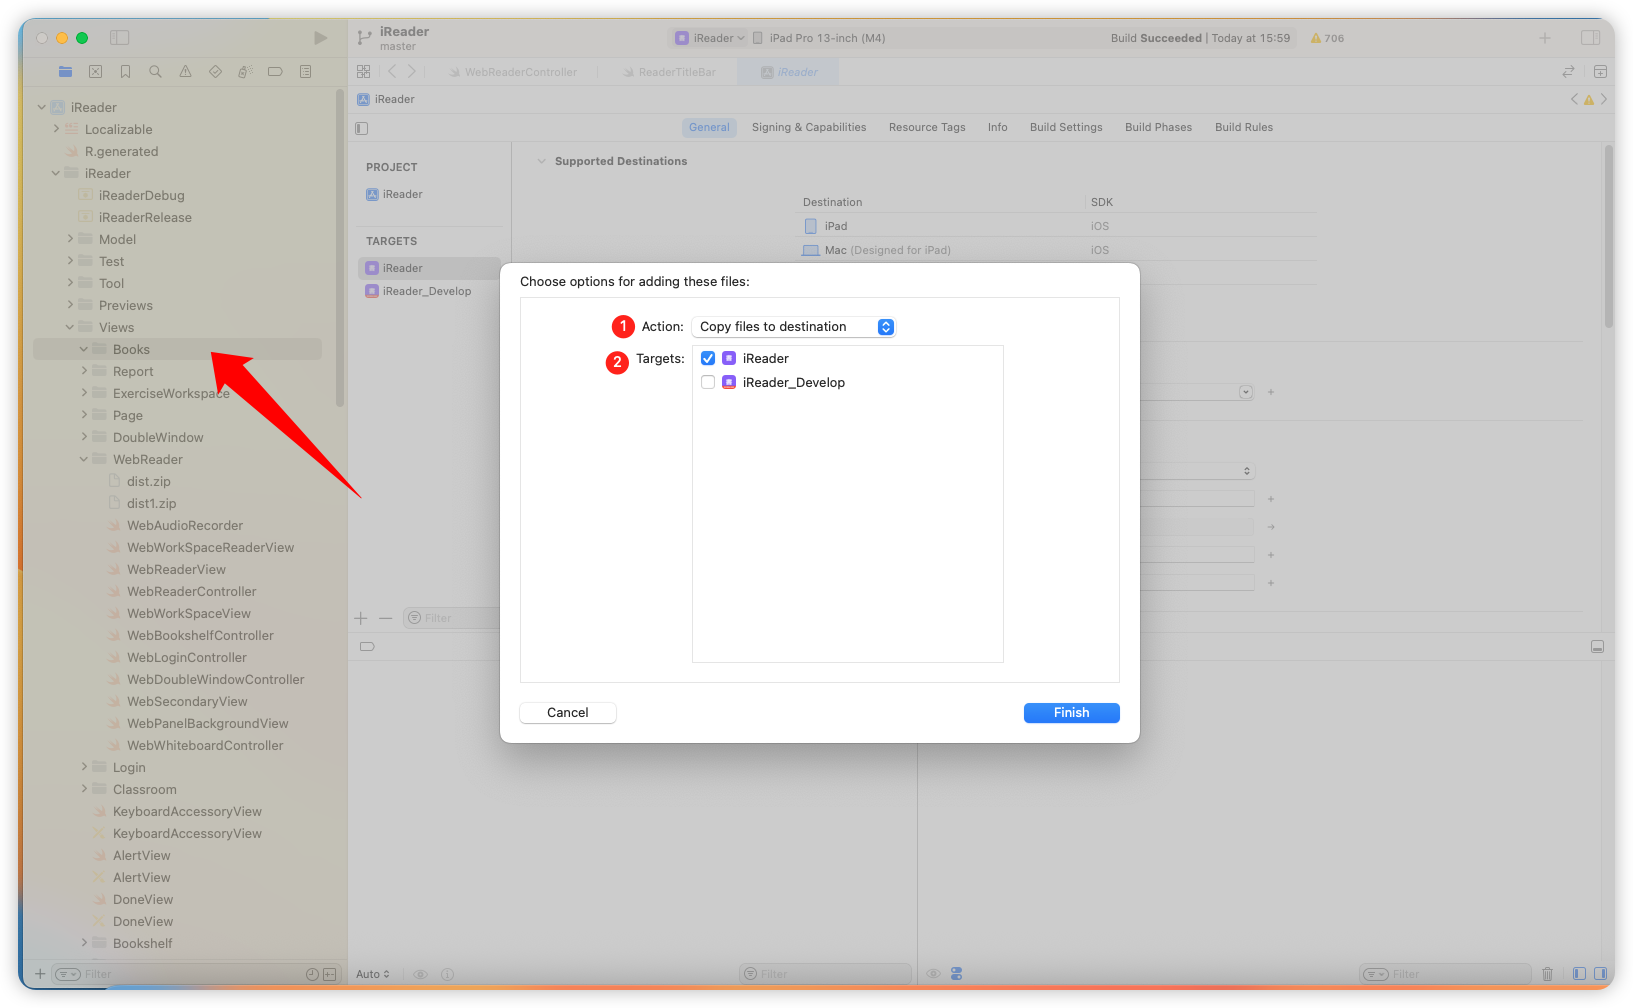 iReader
master
iReader
iPad Pro 13-inch (M4)
Build Succeeded | Today at 15:59
706
WebReaderController
ReaderTitleBar
iReader
iReader
General
Signing & Capabilities
Resource Tags
Info
Build Settings
Build Phases
Build Rules
iReader
Localizable
R.generated
iReader
iReaderDebug
iReaderRelease
Model
Test
Tool
Previews
Views
Books
Report
ExerciseWorkspace
Page
DoubleWindow
WebReader
dist.zip
dist1.zip
WebAudioRecorder
WebWorkSpaceReaderView
WebReaderView
WebReaderController
WebWorkSpaceView
WebBookshelfController
WebLoginController
WebDoubleWindowController
WebSecondaryView
WebPanelBackgroundView
WebWhiteboardController
Login
Classroom
KeyboardAccessoryView
KeyboardAccessoryView
AlertView
AlertView
DoneView
DoneView
Bookshelf
Filter
PROJECT
iReader
TARGETS
iReader
iReader_Develop
Filter
Supported Destinations
Destination
SDK
iPad
iOS
Mac (Designed for iPad)
iOS
Choose options for adding these files:
1 Action: Copy files to destination
2 Targets: iReader
iReader_Develop
Cancel
Finish
Auto
Filter
Filter